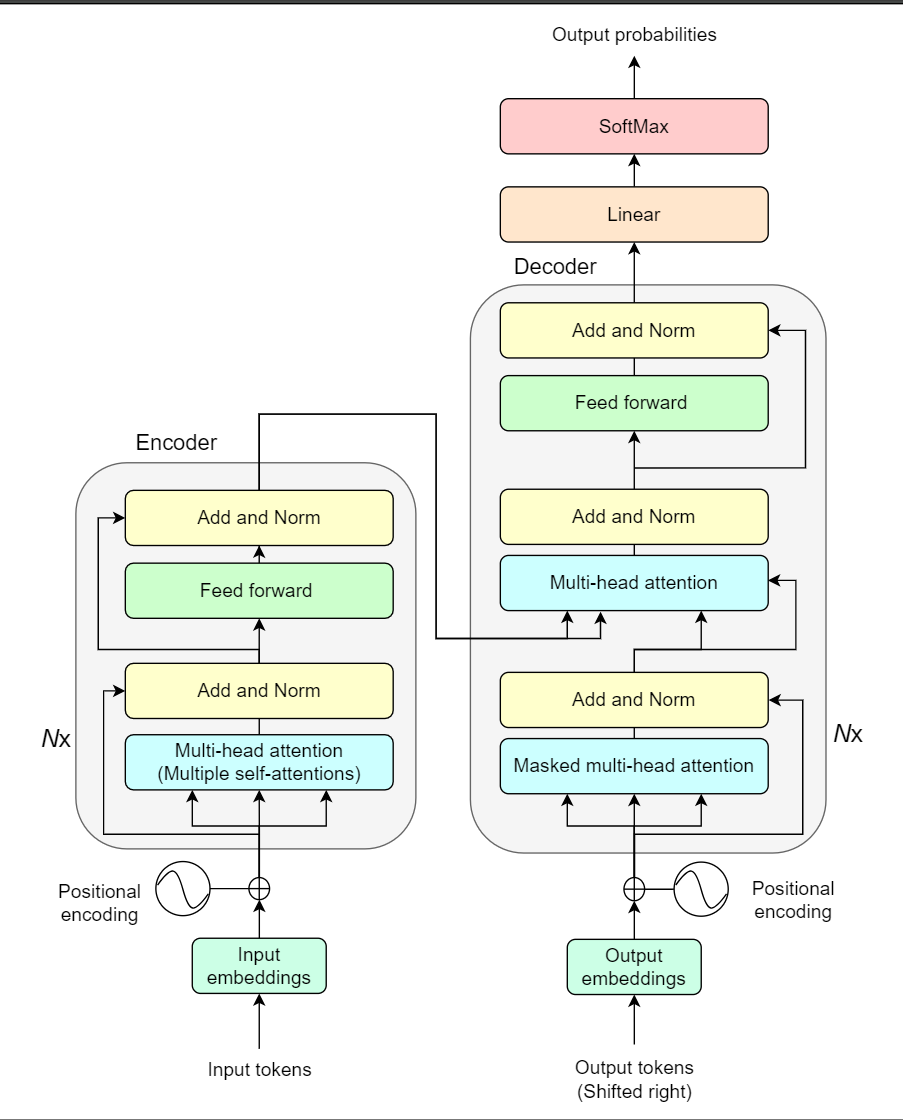 Output probabilities
SoftMax
Linear
Decoder
Add and Norm
Feed forward
Add and Norm
Multi-head attention
Add and Norm
Masked multi-head attention
Nx
Positional
encoding
Output
embeddings
Output tokens
(Shifted right)
Encoder
Add and Norm
Feed forward
Add and Norm
Multi-head attention
(Multiple self-attentions)
Nx
Positional
encoding
Input
embeddings
Input tokens